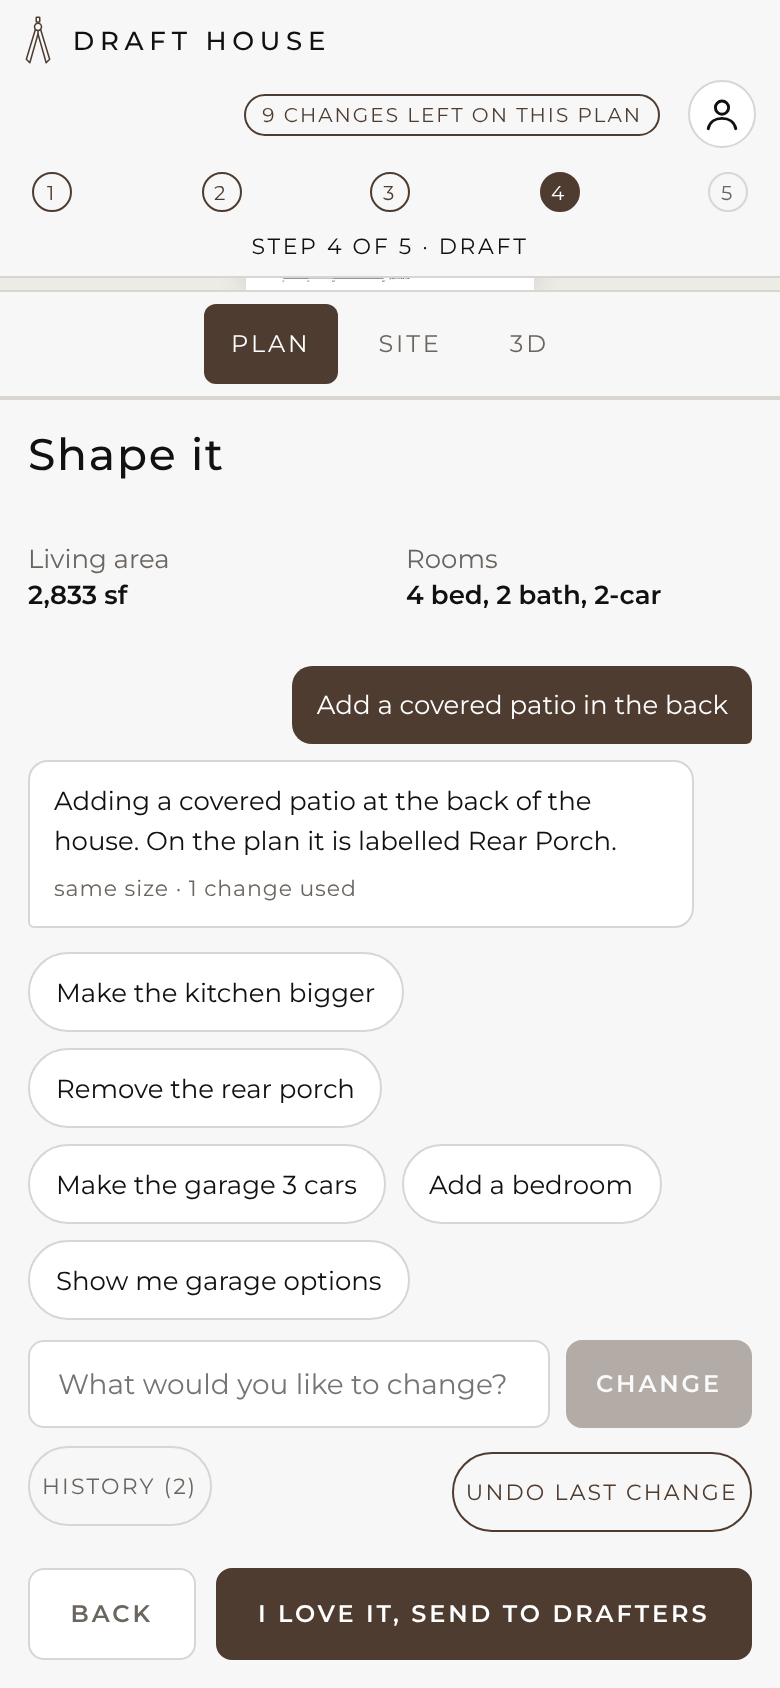 DRAFT HOUSE
9 CHANGES LEFT ON THIS PLAN
1 2 3 4 5
STEP 4 OF 5 · DRAFT
PLAN SITE 3D
Shape it
Living area Rooms
2,833 sf 4 bed, 2 bath, 2-car
Add a covered patio in the back
Adding a covered patio at the back of the
house. On the plan it is labelled Rear Porch.
same size · 1 change used
Make the kitchen bigger
Remove the rear porch
Make the garage 3 cars Add a bedroom
Show me garage options
What would you like to change? CHANGE
HISTORY (2) UNDO LAST CHANGE
BACK I LOVE IT, SEND TO DRAFTERS